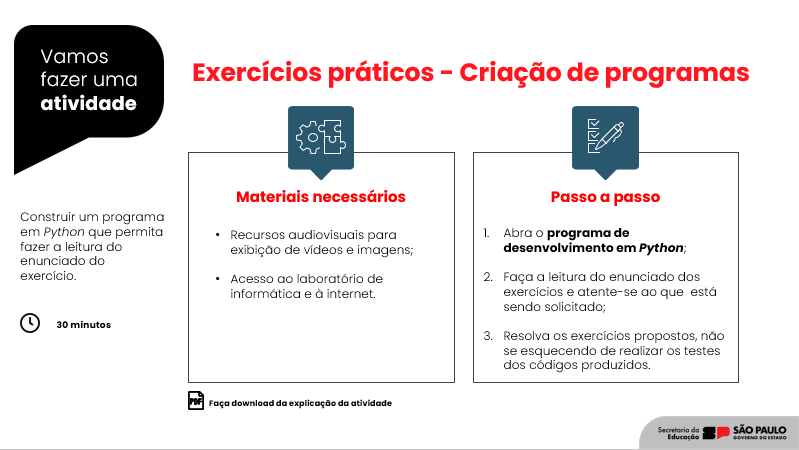 Vamos
fazer uma
atividade
Exercícios práticos - Criação de programas
Construir um programa
em Python que permita
fazer a leitura do
enunciado do
exercício.
30 minutos
Materiais necessários
• Recursos audiovisuais para
exibição de vídeos e imagens;
• Acesso ao laboratório de
informática e à internet.
Passo a passo
1. Abra o programa de
desenvolvimento em Python;
2. Faça a leitura do enunciado dos
exercícios e atente-se ao que está
sendo solicitado;
3. Resolva os exercícios propostos, não
se esquecendo de realizar os testes
dos códigos produzidos.
PDF
Faça download da explicação da atividade
Secretaria da
Educação
SP
SÃO PAULO
GOVERNO DO ESTADO